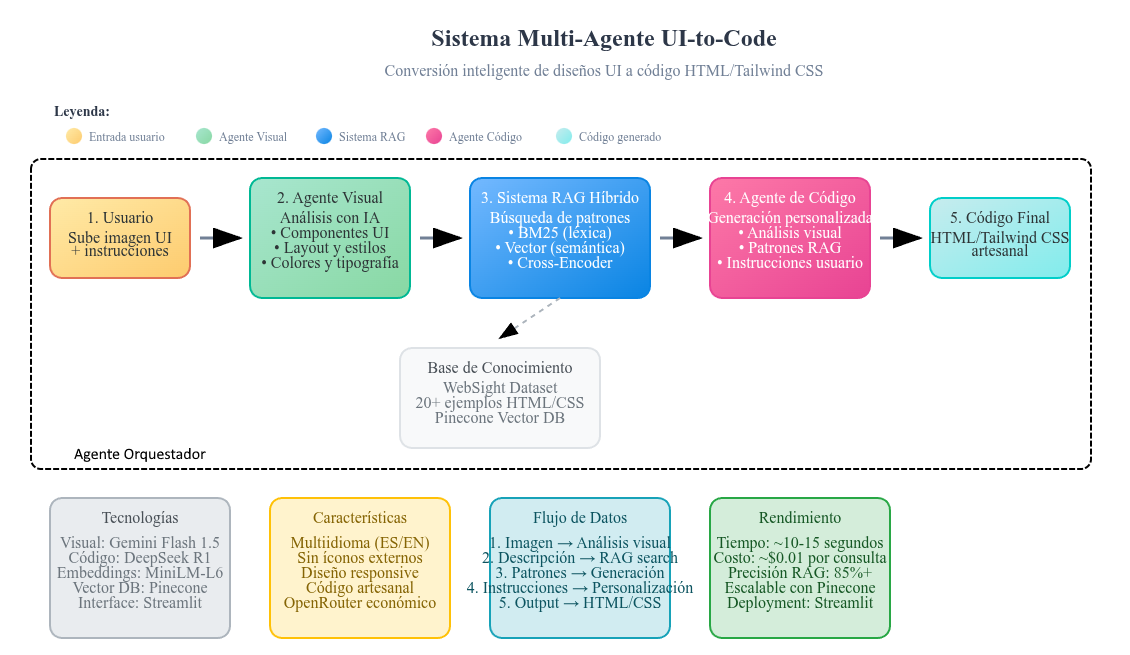 Sistema Multi-Agente UI-to-Code
Conversión inteligente de diseños UI a código HTML/Tailwind CSS
Leyenda:
Entrada usuario
Agente Visual
Sistema RAG
Agente Código
Código generado
1. Usuario
Sube imagen UI
+ instrucciones
2. Agente Visual
Análisis con IA
• Componentes UI
• Layout y estilos
• Colores y tipografía
3. Sistema RAG Híbrido
Búsqueda de patrones
• BM25 (léxica)
• Vector (semántica)
• Cross-Encoder
4. Agente de Código
Generación personalizada
• Análisis visual
• Patrones RAG
• Instrucciones usuario
5. Código Final
HTML/Tailwind CSS
artesanal
Base de Conocimiento
WebSight Dataset
20+ ejemplos HTML/CSS
Pinecone Vector DB
Agente Orquestador
Tecnologías
Visual: Gemini Flash 1.5
Código: DeepSeek R1
Embeddings: MiniLM-L6
Vector DB: Pinecone
Interface: Streamlit
Características
Multiidioma (ES/EN)
Sin íconos externos
Diseño responsive
Código artesanal
OpenRouter económico
Flujo de Datos
1. Imagen → Análisis visual
2. Descripción → RAG search
3. Patrones → Generación
4. Instrucciones → Personalización
5. Output → HTML/CSS
Rendimiento
Tiempo: ~10-15 segundos
Costo: ~$0.01 por consulta
Precisión RAG: 85%+
Escalable con Pinecone
Deployment: Streamlit